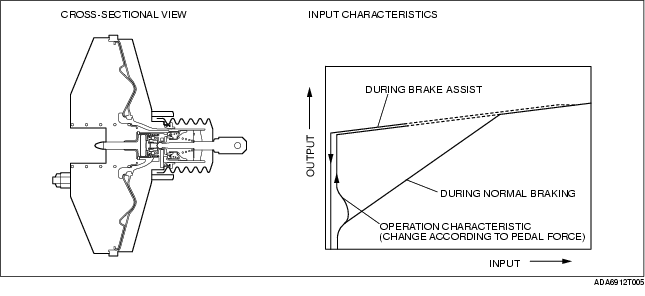 CROSS-SECTIONAL VIEW
INPUT CHARACTERISTICS
DURING BRAKE ASSIST
OUTPUT
DURING NORMAL BRAKING
OPERATION CHARACTERISTIC
(CHANGE ACCORDING TO PEDAL FORCE)
INPUT
ADA6912T005